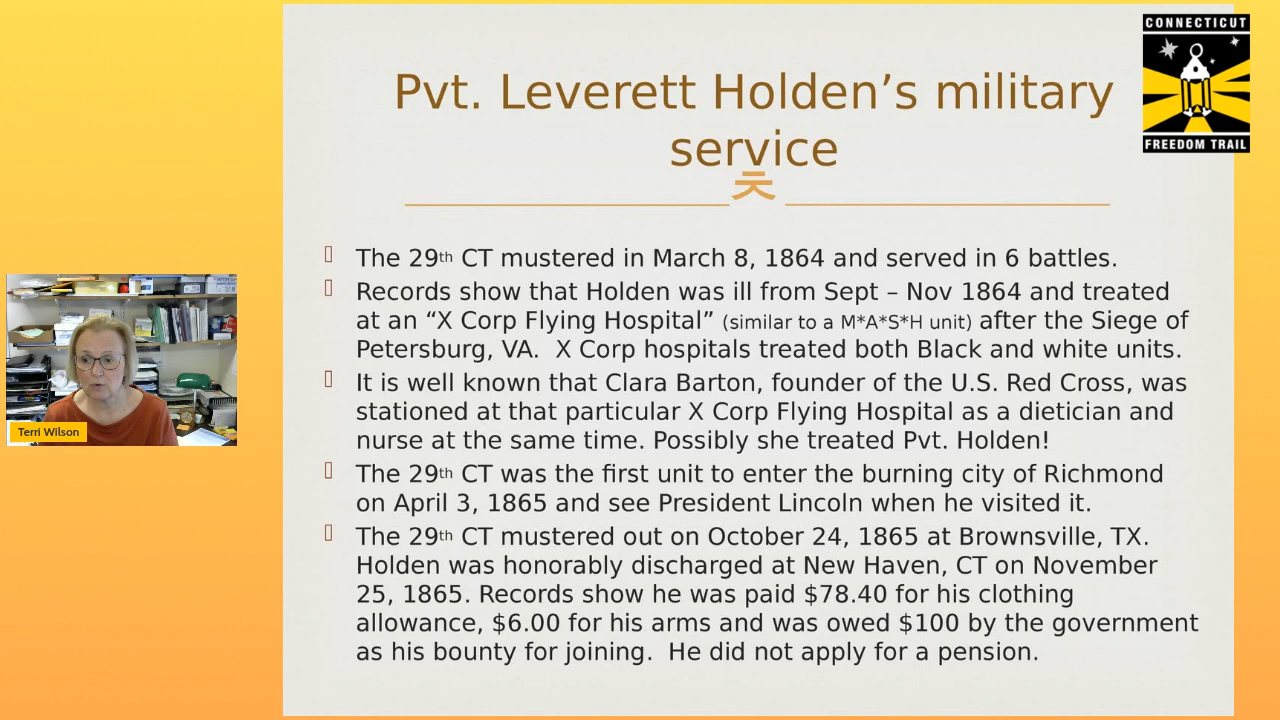 CONNECTICUT
FREEDOM TRAIL
Pvt. Leverett Holden’s military
service
The 29th CT mustered in March 8, 1864 and served in 6 battles.
Records show that Holden was ill from Sept – Nov 1864 and treated
at an “X Corp Flying Hospital” (similar to a M*A*S*H unit) after the Siege of
Petersburg, VA.  X Corp hospitals treated both Black and white units.
It is well known that Clara Barton, founder of the U.S. Red Cross, was
stationed at that particular X Corp Flying Hospital as a dietician and
nurse at the same time. Possibly she treated Pvt. Holden!
The 29th CT was the first unit to enter the burning city of Richmond
on April 3, 1865 and see President Lincoln when he visited it.
The 29th CT mustered out on October 24, 1865 at Brownsville, TX.
Holden was honorably discharged at New Haven, CT on November
25, 1865. Records show he was paid $78.40 for his clothing
allowance, $6.00 for his arms and was owed $100 by the government
as his bounty for joining.  He did not apply for a pension.
Terri Wilson